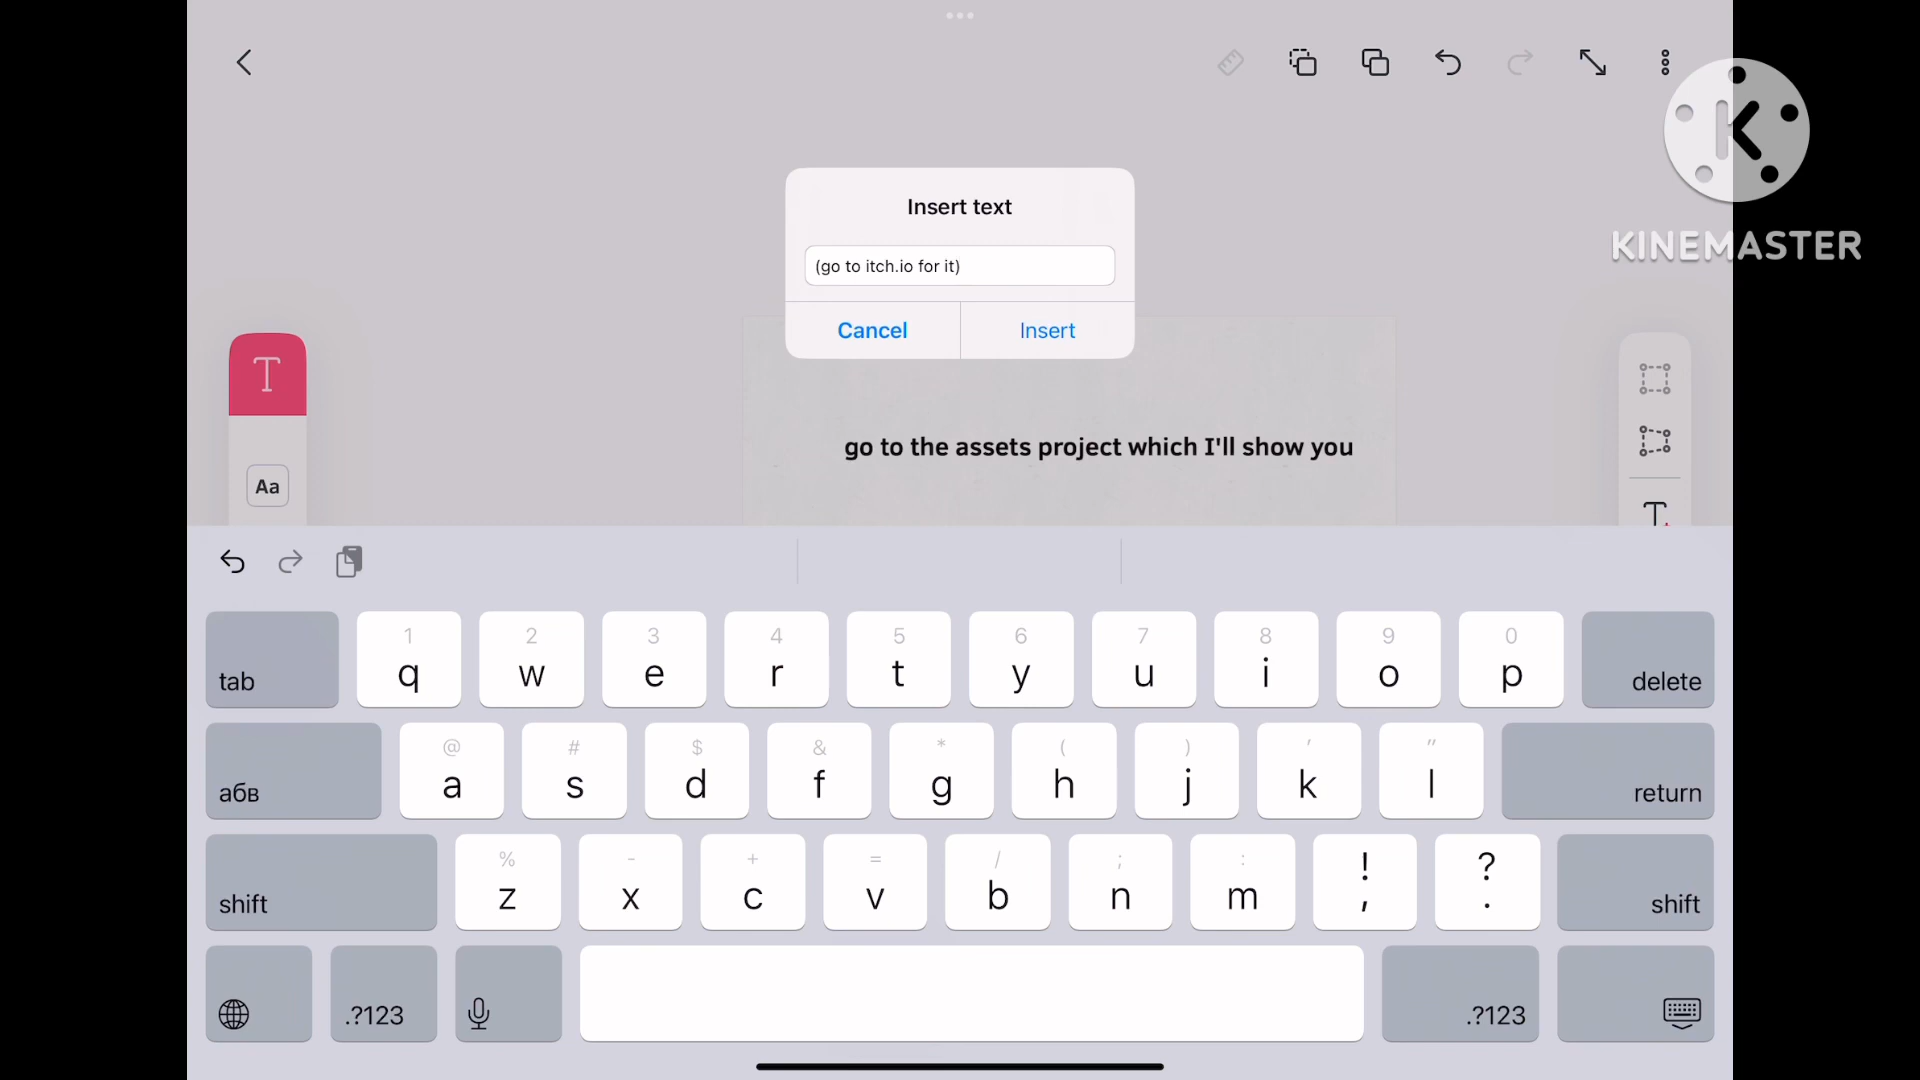 KINEMASTER
Insert text
(go to itch.io for it)
Cancel Insert
go to the assets project which I'll show you
T
Aa
T
tab 1 q 2 w 3 e 4 r 5 t 6 y 7 u 8 i 9 o 0 p delete
абв @ a # s $ d & f * g ( h ) j ' k " l return
shift % z - x + c = v / b ; n : m ! , ? . shift
.?123 .?123